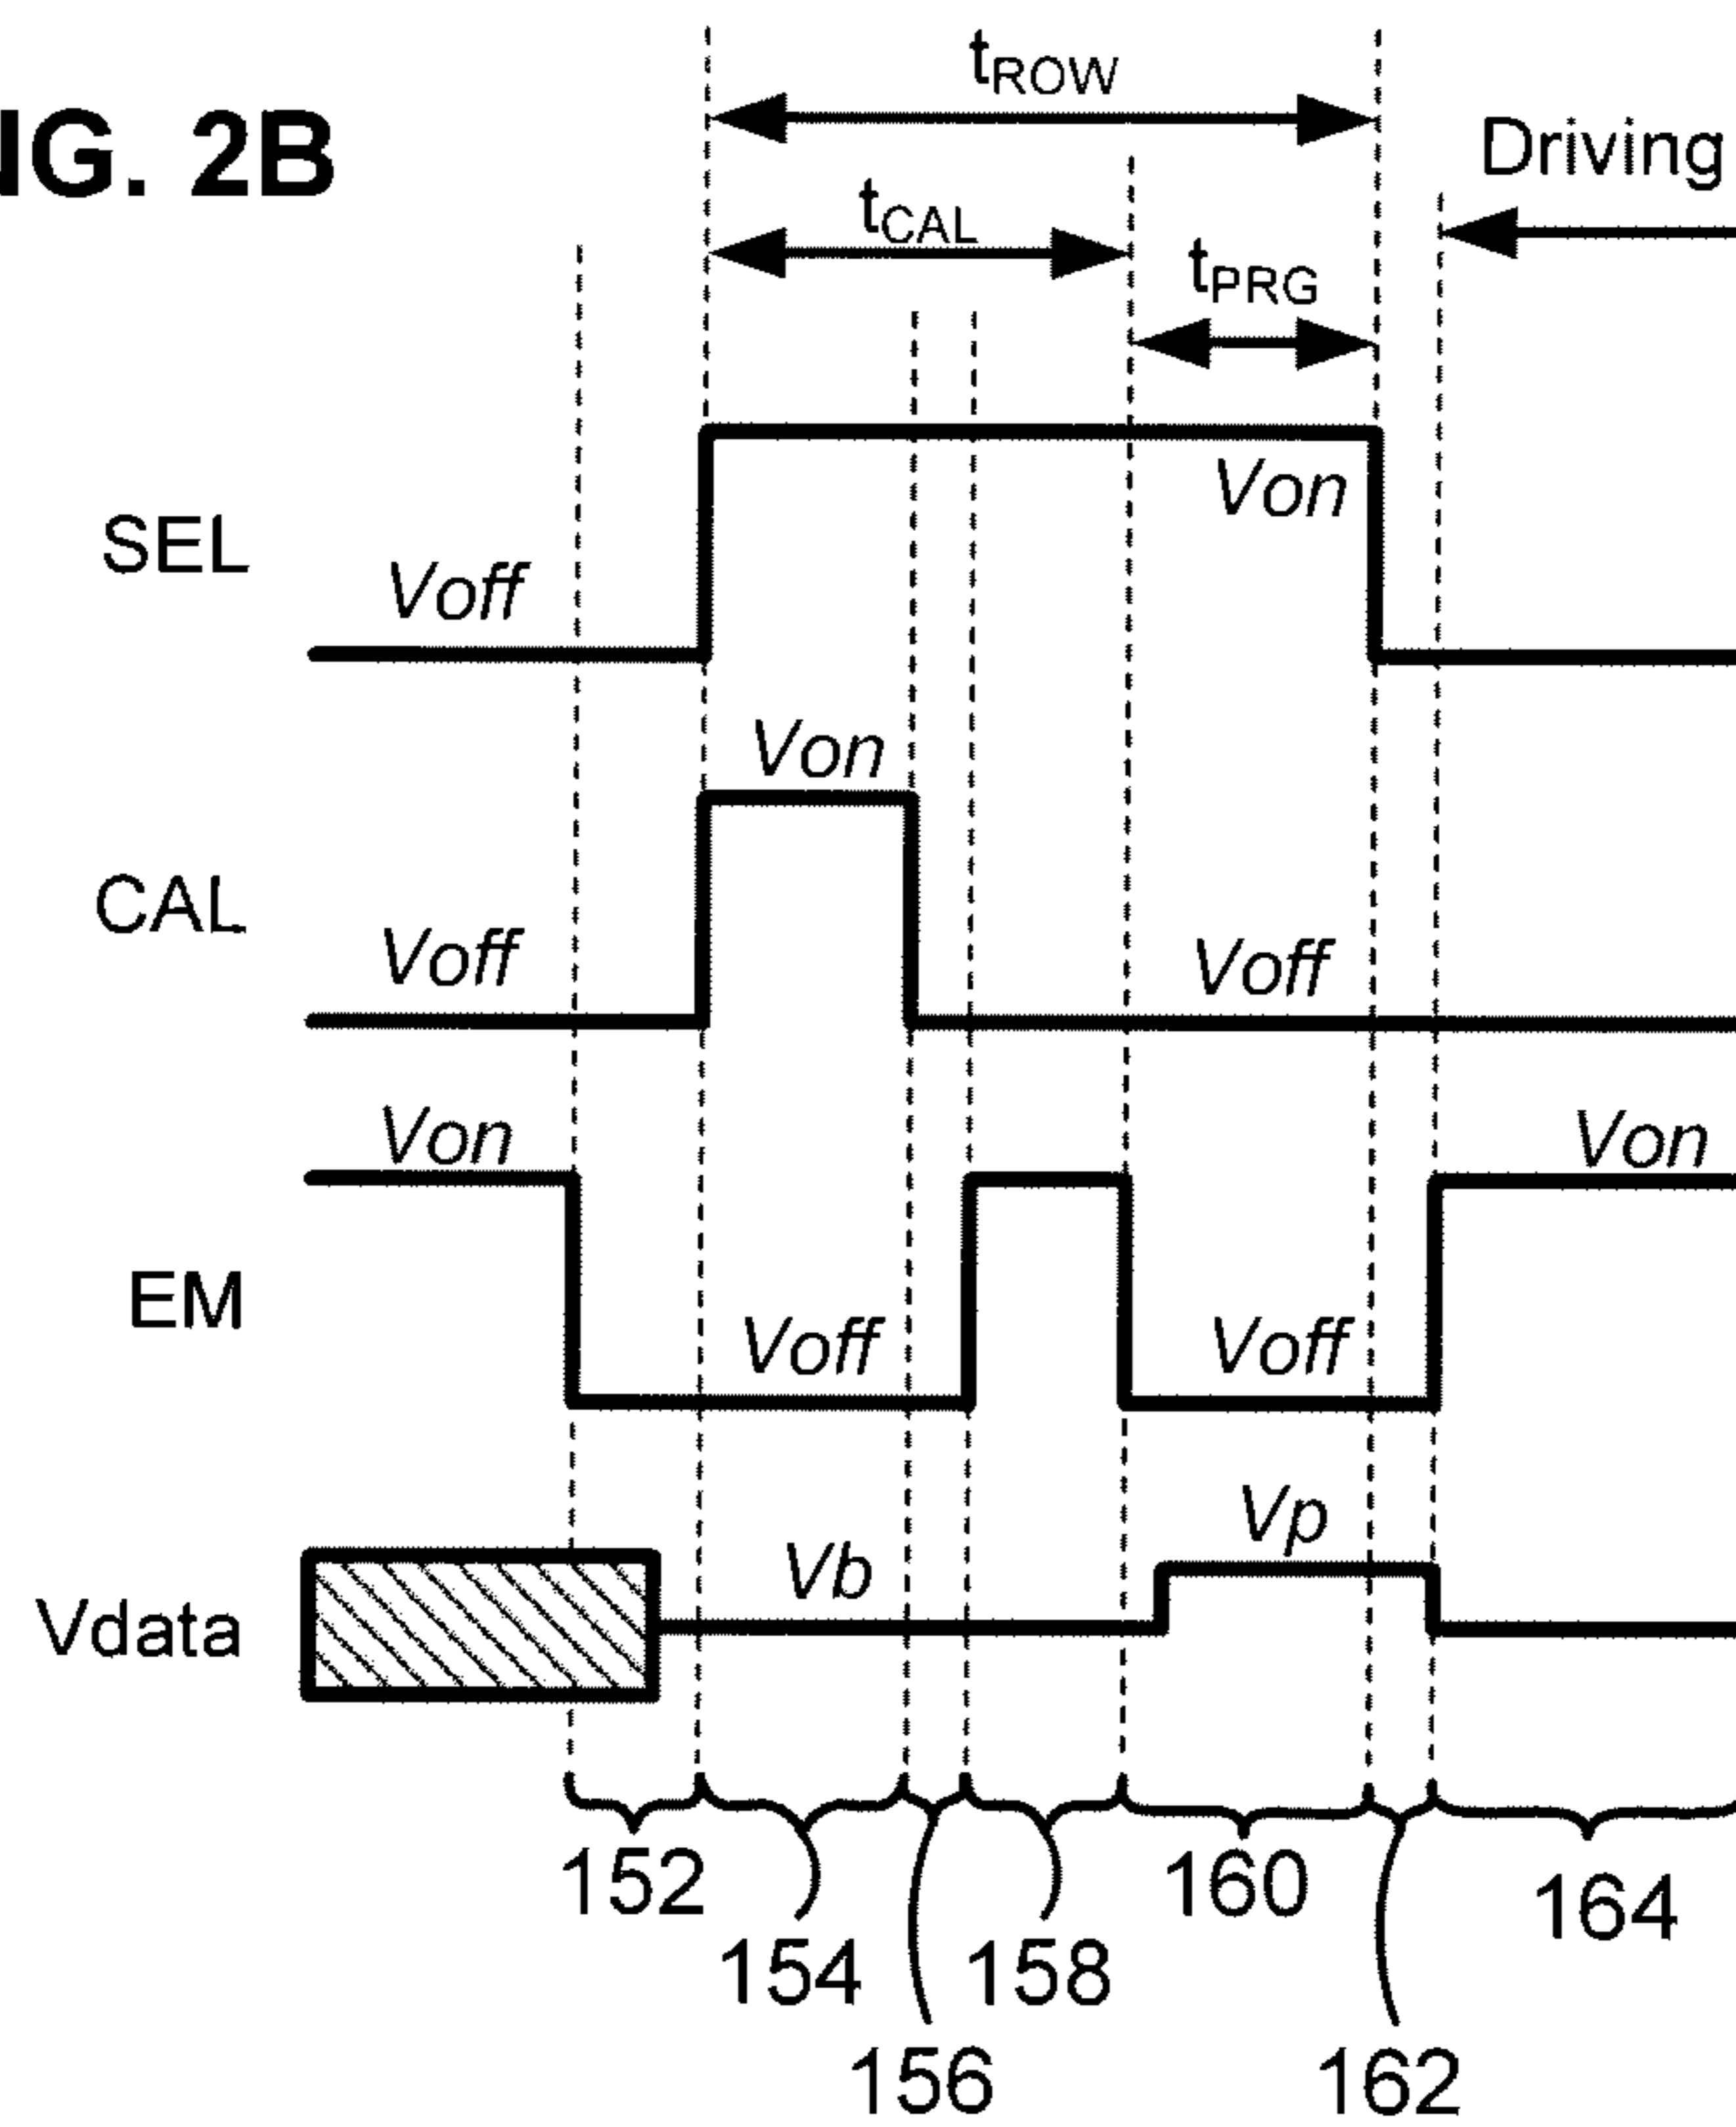 tROW
NG. 2B
Driving
tCAL
tPRG
Von
SEL
Voff
Von
CAL
Voff
Voff
Von
Von
EM
Voff
Voff
Vp
Vb
Vdata
152
160
164
154
158
156
162